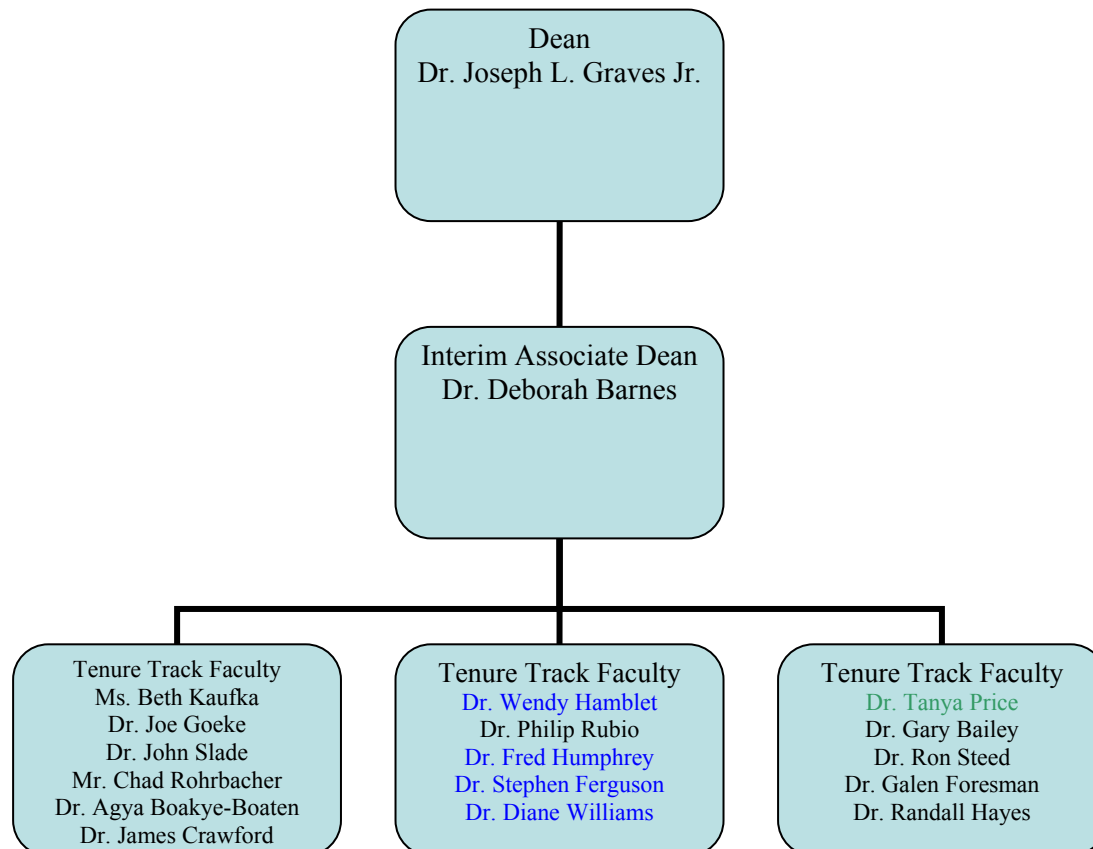 Dean
Dr. Joseph L. Graves Jr.
Interim Associate Dean
Dr. Deborah Barnes
Tenure Track Faculty
Ms. Beth Kaufka
Dr. Joe Goeke
Dr. John Slade
Mr. Chad Rohrbacher
Dr. Agya Boakye-Boaten
Dr. James Crawford
Tenure Track Faculty
Dr. Wendy Hamblet
Dr. Philip Rubio
Dr. Fred Humphrey
Dr. Stephen Ferguson
Dr. Diane Williams
Tenure Track Faculty
Dr. Tanya Price
Dr. Gary Bailey
Dr. Ron Steed
Dr. Galen Foresman
Dr. Randall Hayes